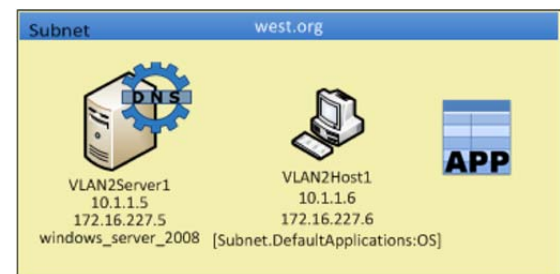 Subnet
west.org
DNS
VLAN2Server1
10.1.1.5
172.16.227.5
windows_server_2008
VLAN2Host1
10.1.1.6
172.16.227.6
[Subnet.DefaultApplications:OS]
APP